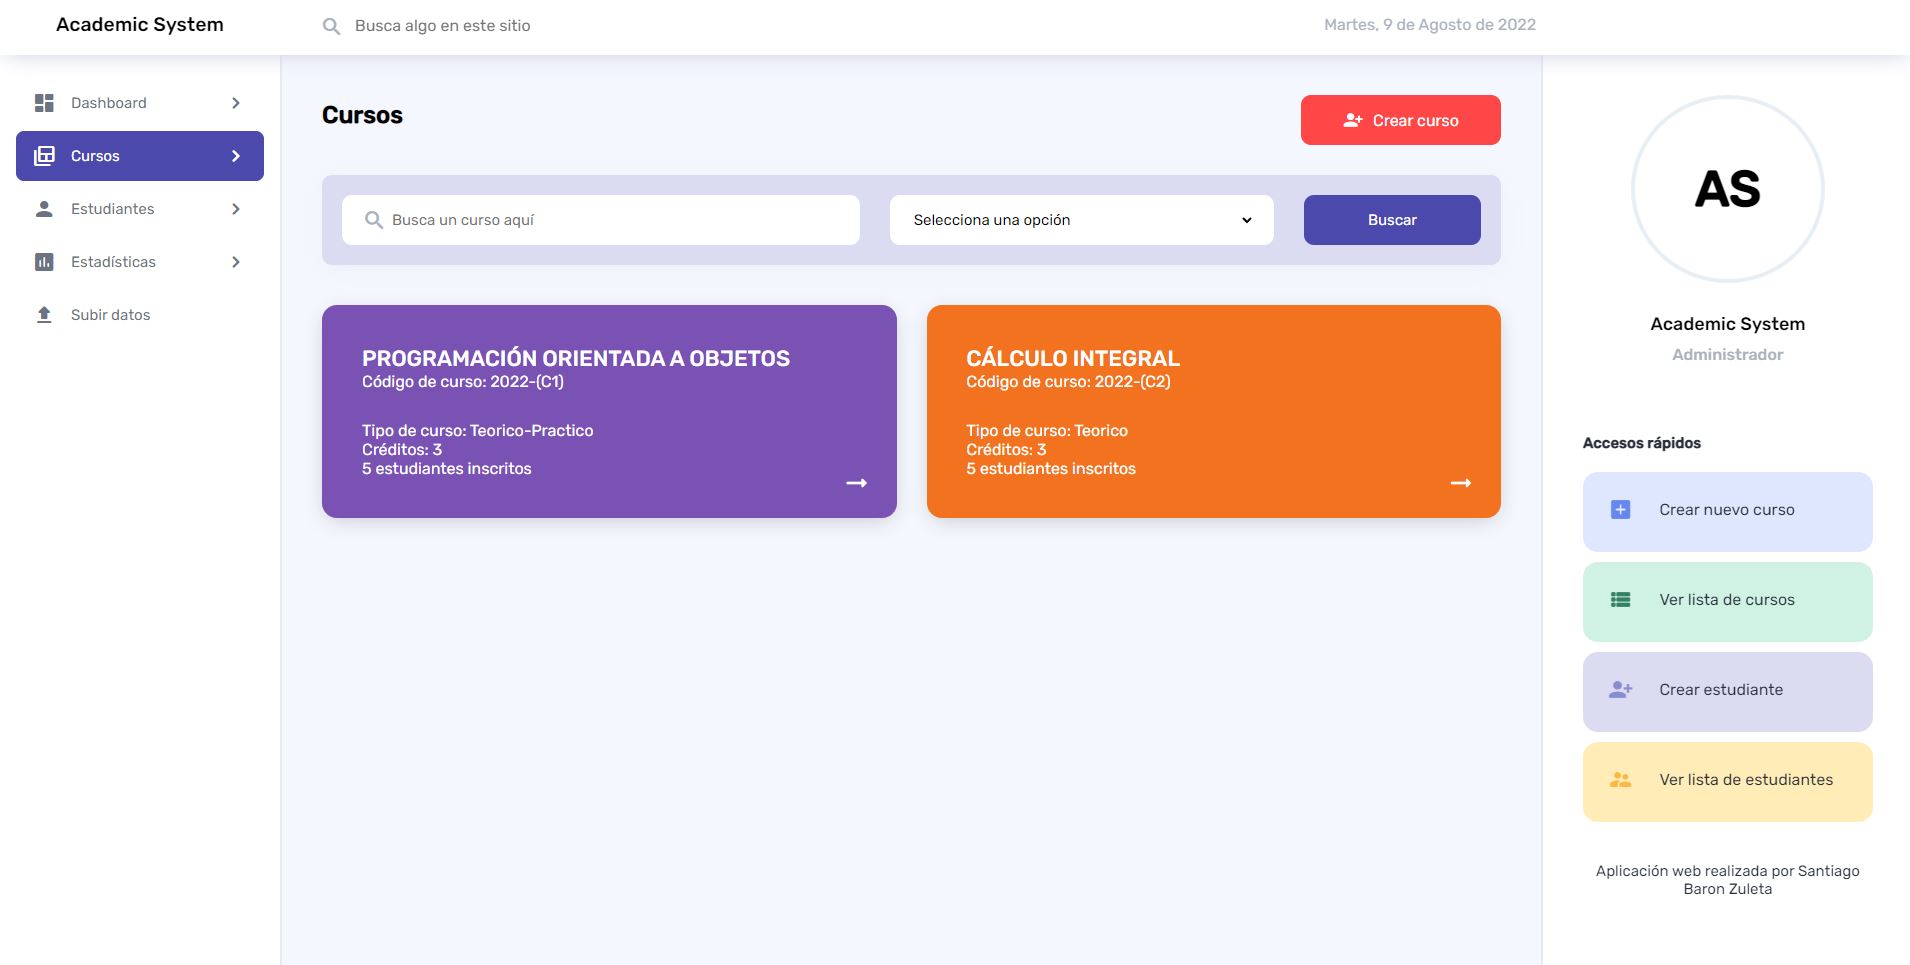 Academic System
Busca algo en este sitio
Martes, 9 de Agosto de 2022
Dashboard
Cursos
Estudiantes
Estadísticas
Subir datos
Cursos
Crear curso
Busca un curso aquí
Selecciona una opción
Buscar
PROGRAMACIÓN ORIENTADA A OBJETOS
Código de curso: 2022-(C1)
Tipo de curso: Teorico-Practico
Créditos: 3
5 estudiantes inscritos
CÁLCULO INTEGRAL
Código de curso: 2022-(C2)
Tipo de curso: Teorico
Créditos: 3
5 estudiantes inscritos
AS
Academic System
Administrador
Accesos rápidos
Crear nuevo curso
Ver lista de cursos
Crear estudiante
Ver lista de estudiantes
Aplicación web realizada por Santiago
Baron Zuleta